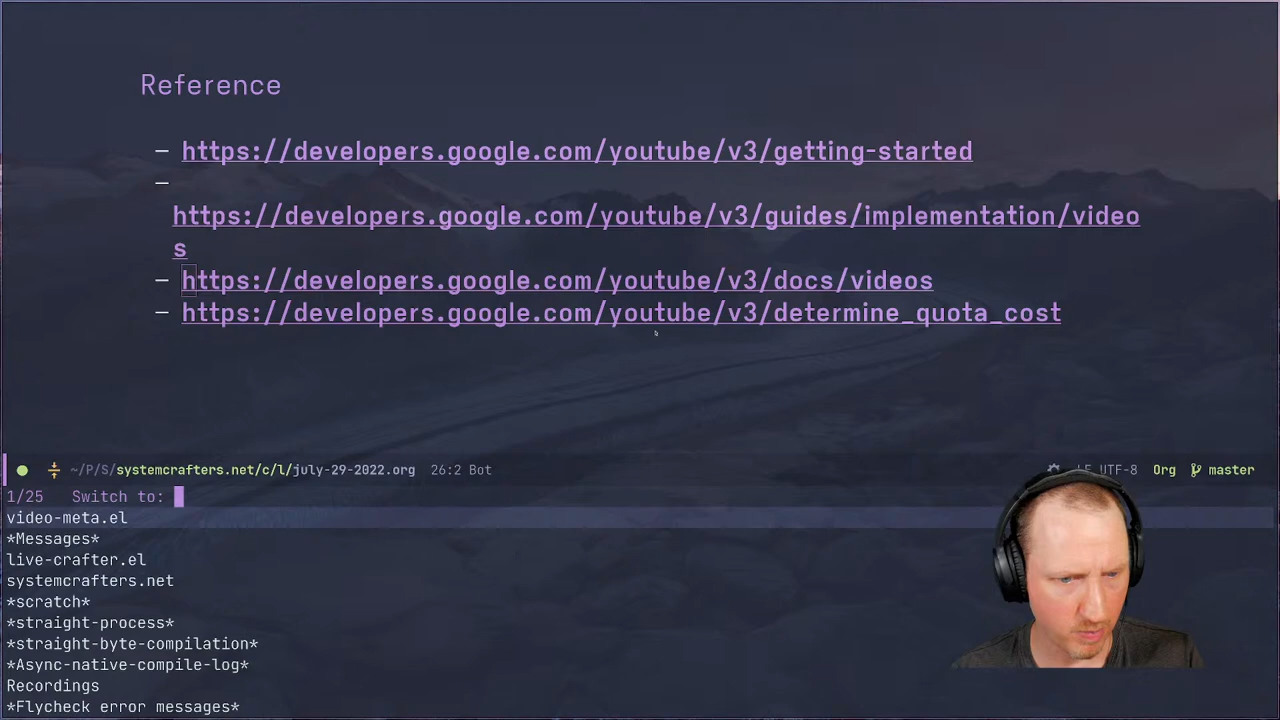 Reference
– https://developers.google.com/youtube/v3/getting-started
–
https://developers.google.com/youtube/v3/guides/implementation/video
s
– https://developers.google.com/youtube/v3/docs/videos
– https://developers.google.com/youtube/v3/determine_quota_cost
~/P/S/systemcrafters.net/c/l/july-29-2022.org 26:2 Bot LF UTF-8 Org master
1/25 Switch to:
video-meta.el
*Messages*
live-crafter.el
systemcrafters.net
*scratch*
*straight-process*
*straight-byte-compilation*
*Async-native-compile-log*
Recordings
*Flycheck error messages*